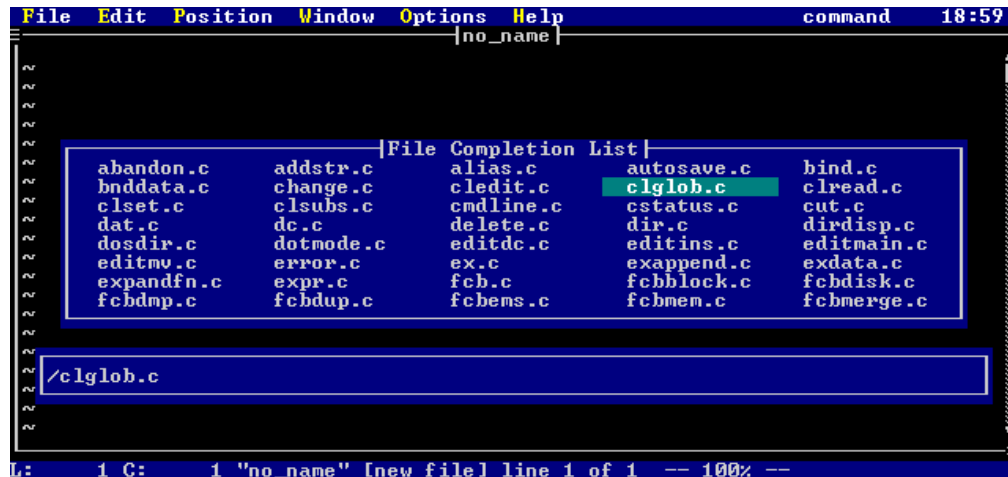 File Edit Position Window Options Help command 18:59
no_name
~
~
~
~
~
File Completion List
~ abandon.c addstr.c alias.c autosave.c bind.c
~ bnddata.c change.c cledit.c clglob.c clread.c
~ clset.c clsubs.c cmdline.c cstatus.c cut.c
~ dat.c dc.c delete.c dir.c dirdisp.c
~ dosdir.c dotmode.c editdc.c editins.c editmain.c
~ editmv.c error.c ex.c exappend.c exdata.c
~ expandfn.c expr.c fcb.c fcbblock.c fcbdisk.c
~ fcbdmp.c fcbdup.c fcbems.c fcbmem.c fcbmerge.c
~
~
~
~ /clglob.c
~
~
~
L: 1 C: 1 "no_name" [new file] line 1 of 1 -- 100% --